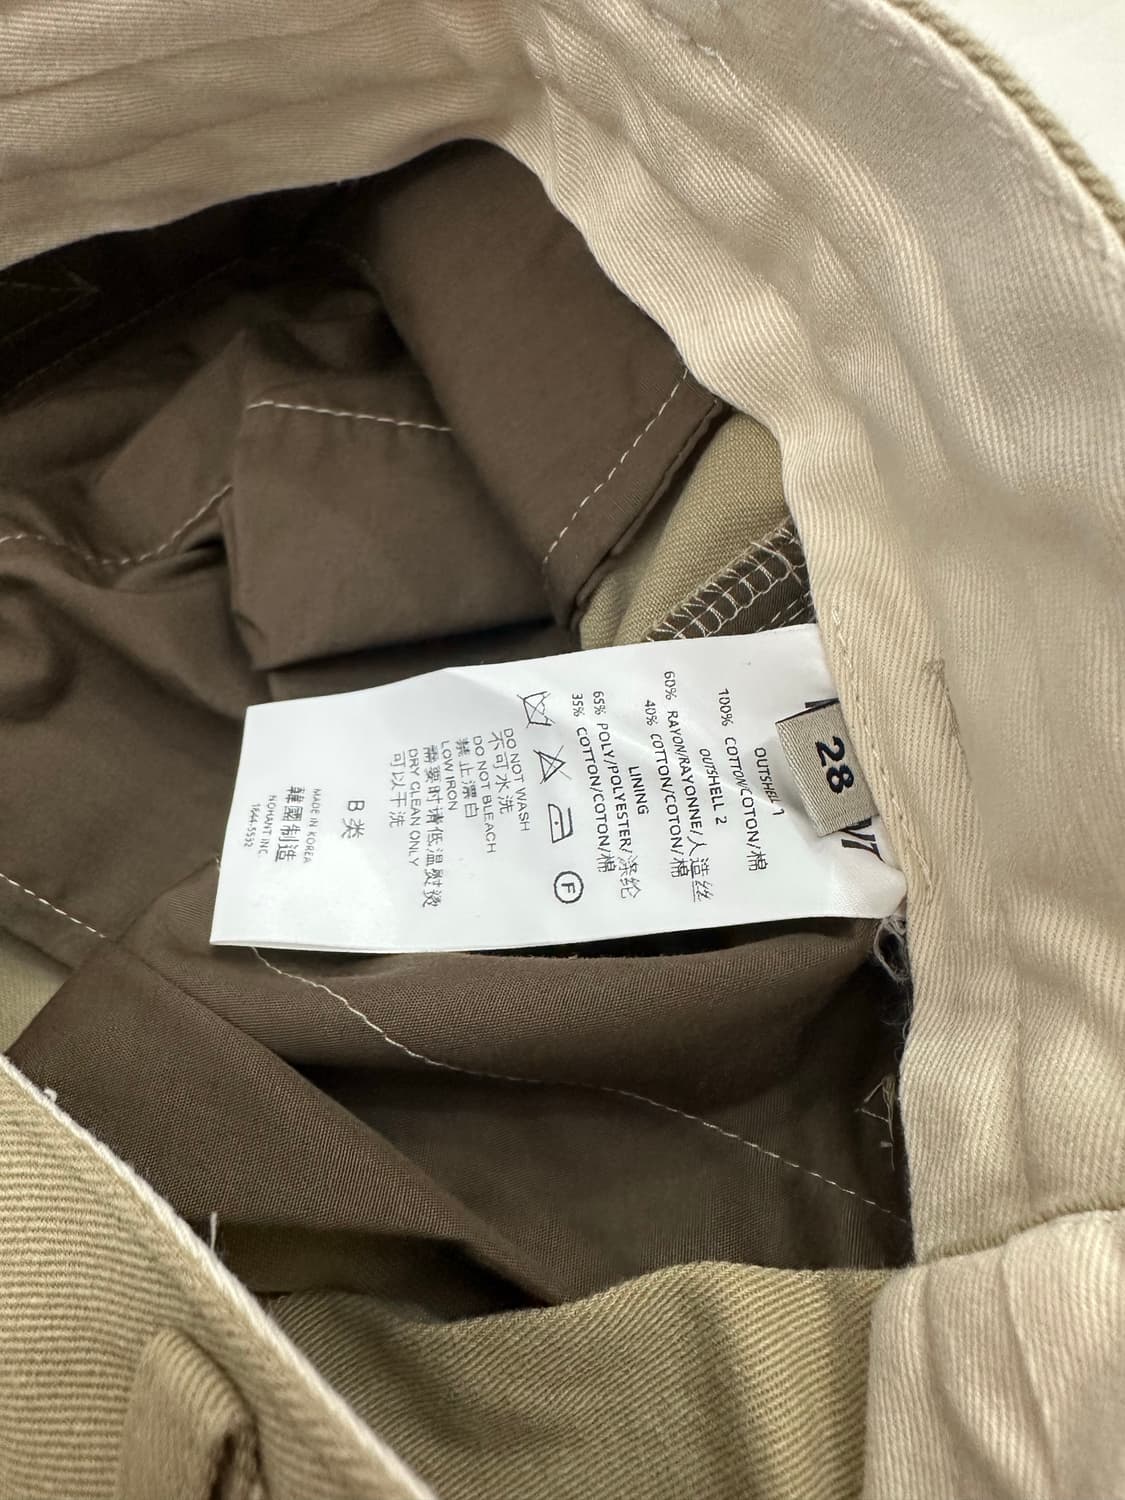 28
OUTSHELL 1
100% COTTON/COTON/棉
OUTSHELL 2
60% RAYON/RAYONNE/人造丝
40% COTTON/COTON/棉
LINING
65% POLY/POLYESTER/涤纶
35% COTTON/COTON/棉
F
DO NOT WASH
不可水洗
DO NOT BLEACH
禁止漂白
LOW IRON
需要时请低温熨烫
DRY CLEAN ONLY
可以干洗
B类
MADE IN KOREA
韓國制造
NOHANT INC.
1644-5532